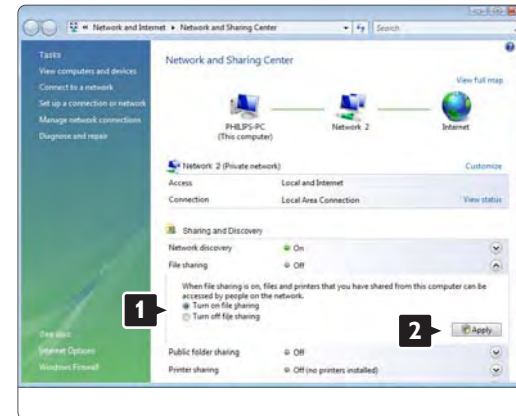 Network and Internet ▸ Network and Sharing Center
Search
Tasks
View computers and devices
Connect to a network
Set up a connection or network
Manage network connections
Diagnose and repair
Network and Sharing Center
View full map
PHILIPS-PC
(This computer)
Network 2
Internet
Network 2 (Private network)
Customize
Access
Local and Internet
Connection
Local Area Connection
View status
Sharing and Discovery
Network discovery
On
File sharing
Off
When file sharing is on, files and printers that you have shared from this computer can be
accessed by people on the network.
1
Turn on file sharing
Turn off file sharing
2
Apply
See also
Internet Options
Windows Firewall
Public folder sharing
Off
Printer sharing
Off (no printers installed)